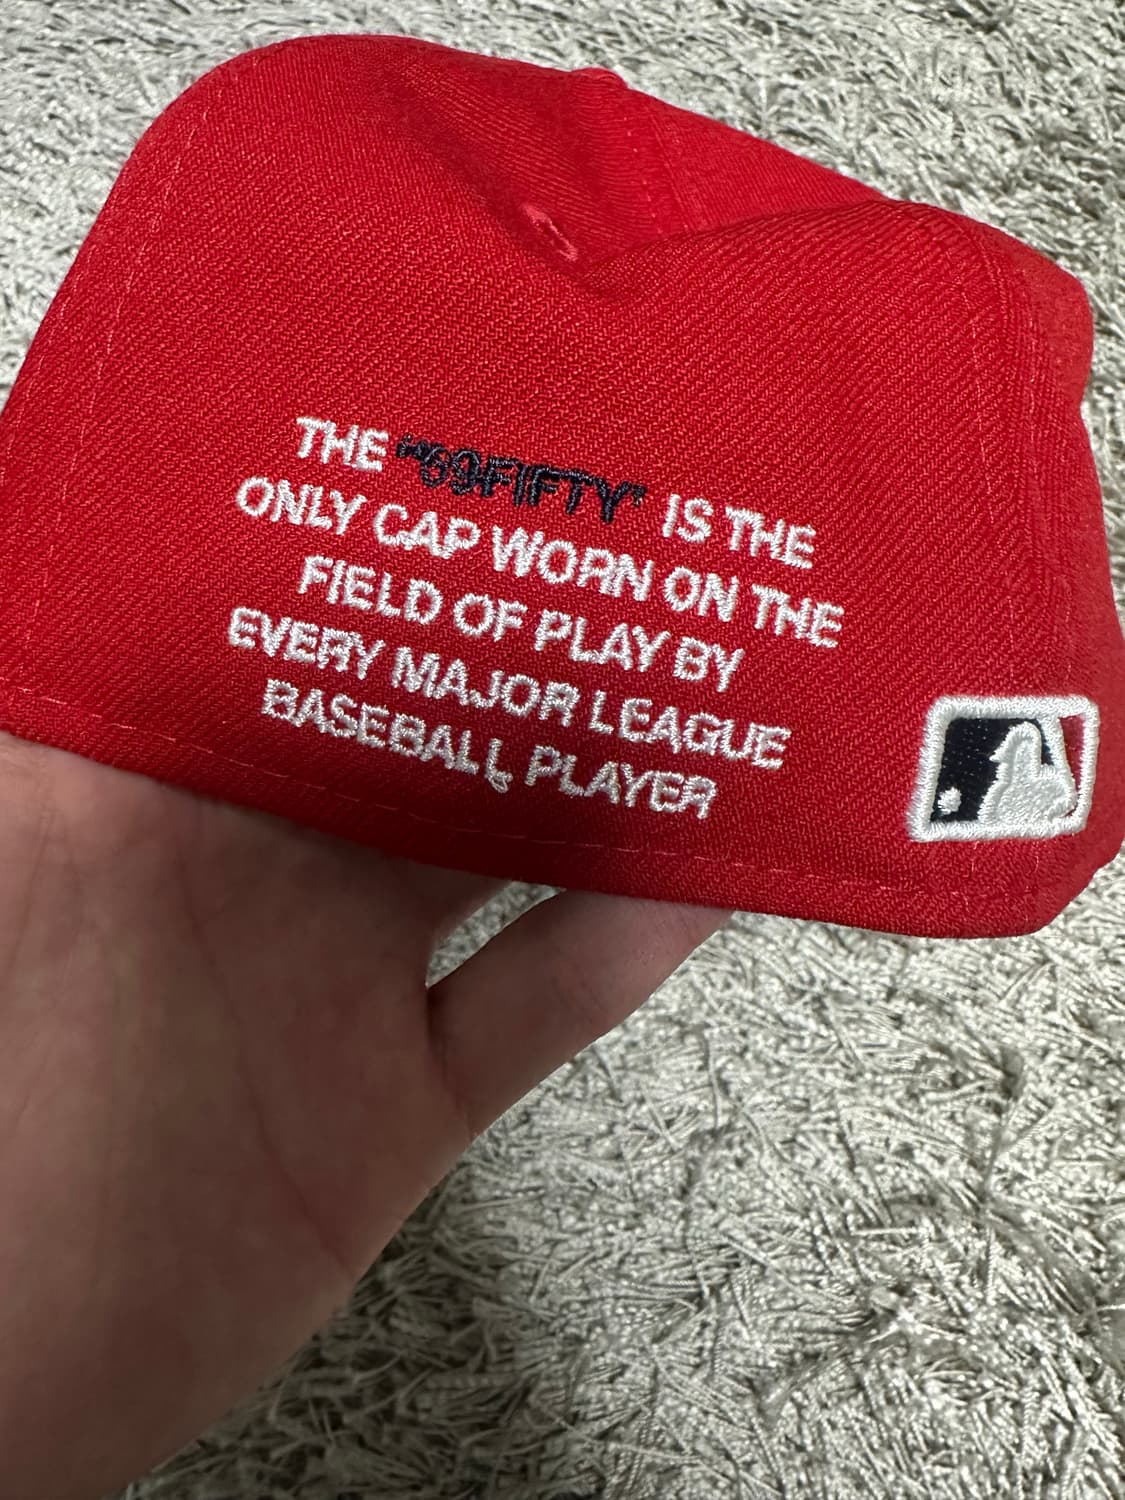 THE "59FIFTY" IS THE
ONLY CAP WORN ON THE
FIELD OF PLAY BY
EVERY MAJOR LEAGUE
BASEBALL PLAYER